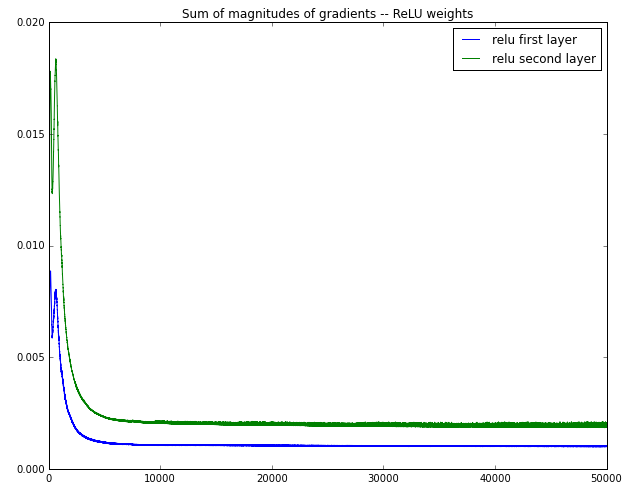 Sum of magnitudes of gradients -- ReLU weights
relu first layer
relu second layer
0.020
0.015
0.010
0.005
0.000
0 10000 20000 30000 40000 50000